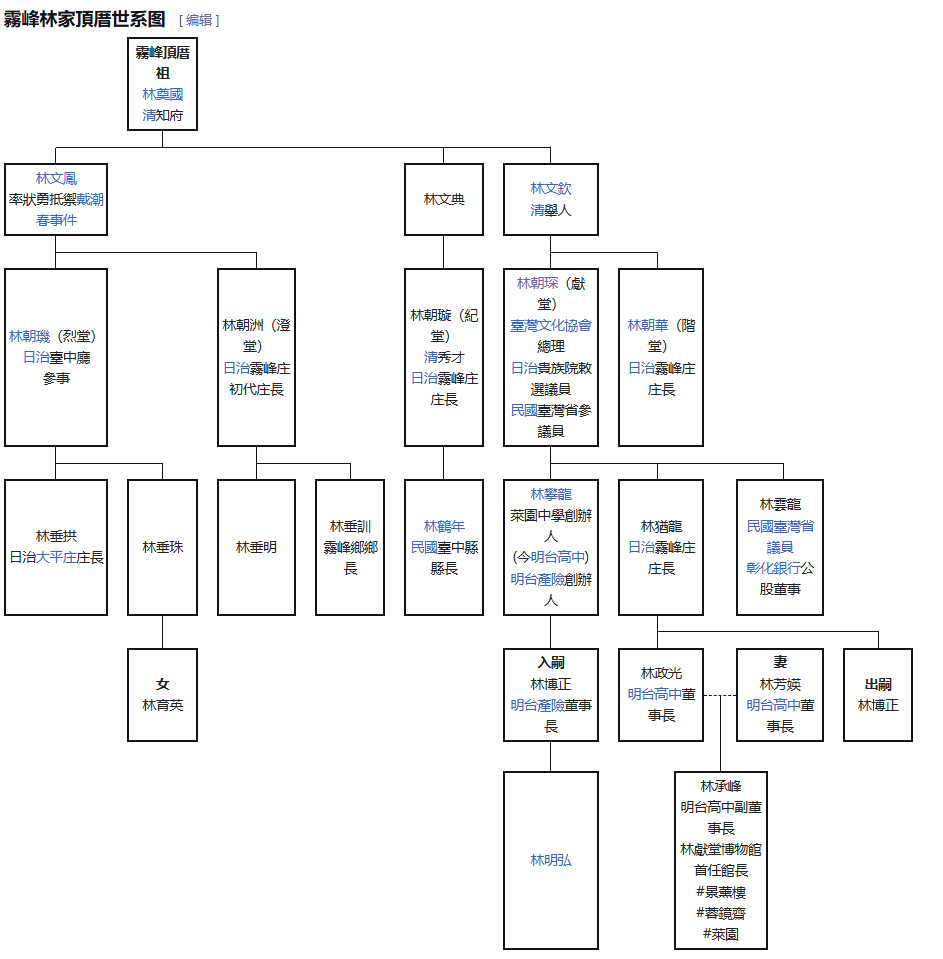 霧峰林家頂厝世系图 [ 编辑 ]
霧峰頂厝
祖
林奠國
清知府
林文鳳
率狀勇抵禦戴潮
春事件
林文典
林文欽
清舉人
林朝璣（烈堂）
日治臺中廳
參事
林朝洲（澄
堂）
日治霧峰庄
初代庄長
林朝璇（紀
堂）
清秀才
日治霧峰庄
庄長
林朝琛（獻
堂）
臺灣文化協會
總理
日治貴族院敕
選議員
民國臺灣省參
議員
林朝華（階
堂）
日治霧峰庄
庄長
林垂拱
日治大平庄庄長
林垂珠
林垂明
林垂訓
霧峰鄉鄉
長
林鶴年
民國臺中縣
縣長
林攀龍
萊園中學創辦
人
(今明台高中)
明台產險創辦
人
林猶龍
日治霧峰庄
庄長
林雲龍
民國臺灣省
議員
彰化銀行公
股董事
女
林育英
入嗣
林博正
明台產險董事
長
林政光
明台高中董
事長
妻
林芳媖
明台高中董
事長
出嗣
林博正
林明弘
林承峰
明台高中副董
事長
林獻堂博物館
首任館長
#景薰樓
#蓉鏡齋
#萊園